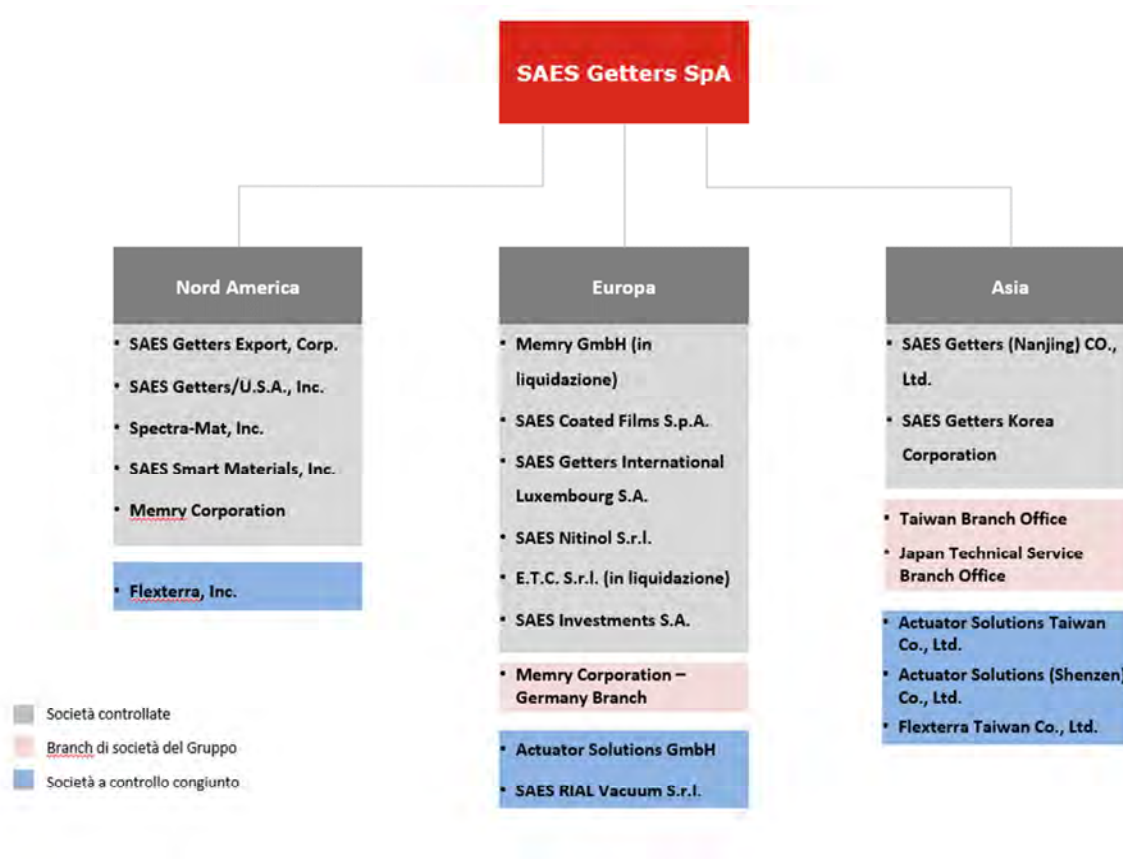 SAES Getters SpA
Nord America
SAES Getters Export, Corp.
SAES Getters/U.S.A., Inc.
Spectra-Mat, Inc.
SAES Smart Materials, Inc.
Memry Corporation
Flexterra, Inc.
Europa
Memry GmbH (in
liquidazione)
SAES Coated Films S.p.A.
SAES Getters International
Luxembourg S.A.
SAES Nitinol S.r.l.
E.T.C. S.r.l. (in liquidazione)
SAES Investments S.A.
Memry Corporation –
Germany Branch
Actuator Solutions GmbH
SAES RIAL Vacuum S.r.l.
Asia
SAES Getters (Nanjing) CO.,
Ltd.
SAES Getters Korea
Corporation
Taiwan Branch Office
Japan Technical Service
Branch Office
Actuator Solutions Taiwan
Co., Ltd.
Actuator Solutions (Shenzen)
Co., Ltd.
Flexterra Taiwan Co., Ltd.
Società controllate
Branch di società del Gruppo
Società a controllo congiunto